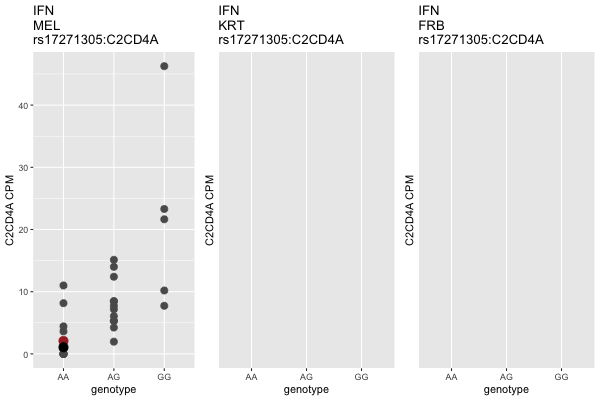 IFN
MEL
rs17271305:C2CD4A
C2CD4A CPM
40
30
20
10
0
AA AG GG
genotype
IFN
KRT
rs17271305:C2CD4A
C2CD4A CPM
AA AG GG
genotype
IFN
FRB
rs17271305:C2CD4A
C2CD4A CPM
AA AG GG
genotype